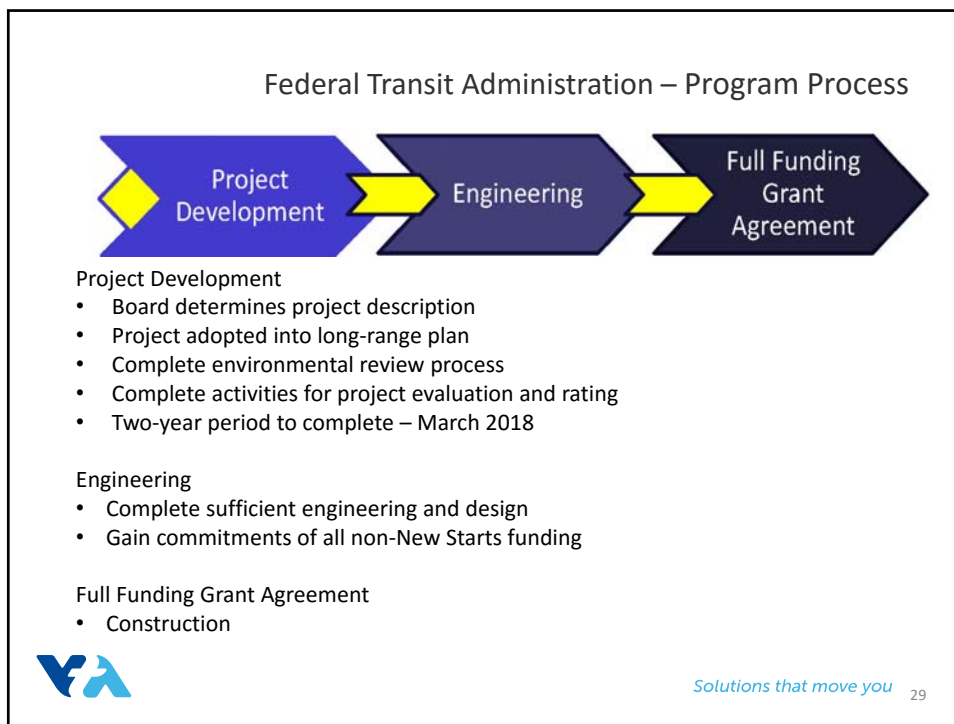 Federal Transit Administration – Program Process
Project
Development
Engineering
Full Funding
Grant
Agreement
Project Development
• Board determines project description
• Project adopted into long-range plan
• Complete environmental review process
• Complete activities for project evaluation and rating
• Two-year period to complete – March 2018
Engineering
• Complete sufficient engineering and design
• Gain commitments of all non-New Starts funding
Full Funding Grant Agreement
• Construction
VTA
Solutions that move you
29